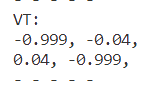 - - - - -
VT:
-0.999, -0.04,
0.04, -0.999,
- - - - -